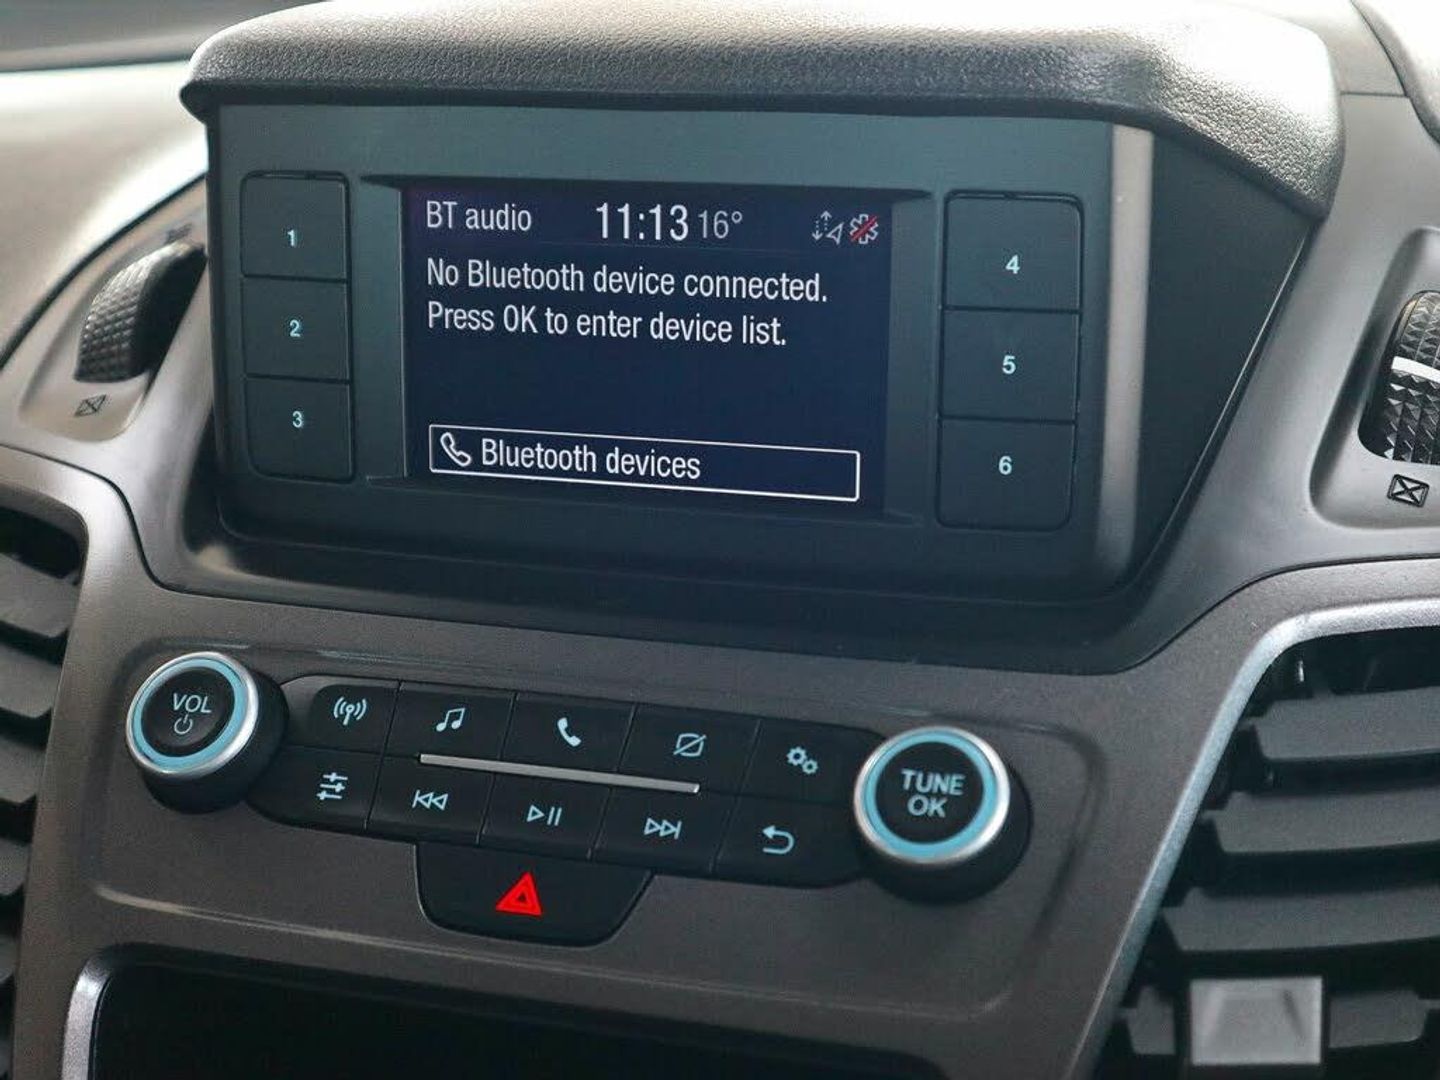 BT audio 11:13 16°
No Bluetooth device connected.
Press OK to enter device list.
Bluetooth devices
1
2
3
4
5
6
VOL
TUNE
OK